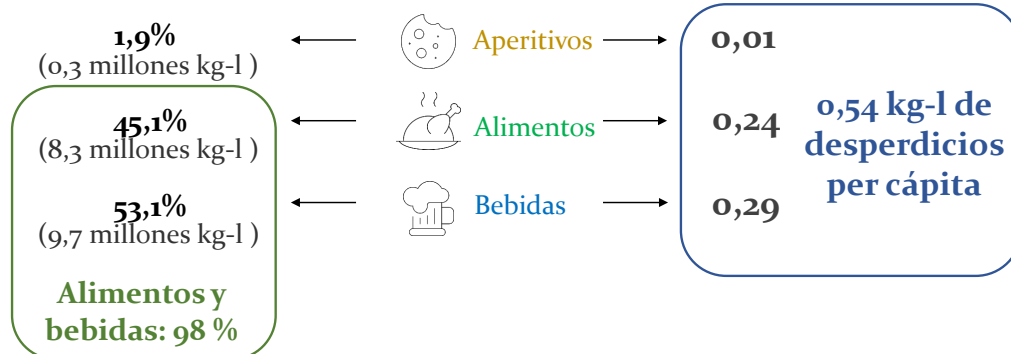 1,9%
(0,3 millones kg-l )
Aperitivos
0,01
45,1%
(8,3 millones kg-l )
Alimentos
0,24
53,1%
(9,7 millones kg-l )
Bebidas
0,29
0,54 kg-l de
desperdicios
per cápita
Alimentos y
bebidas: 98 %